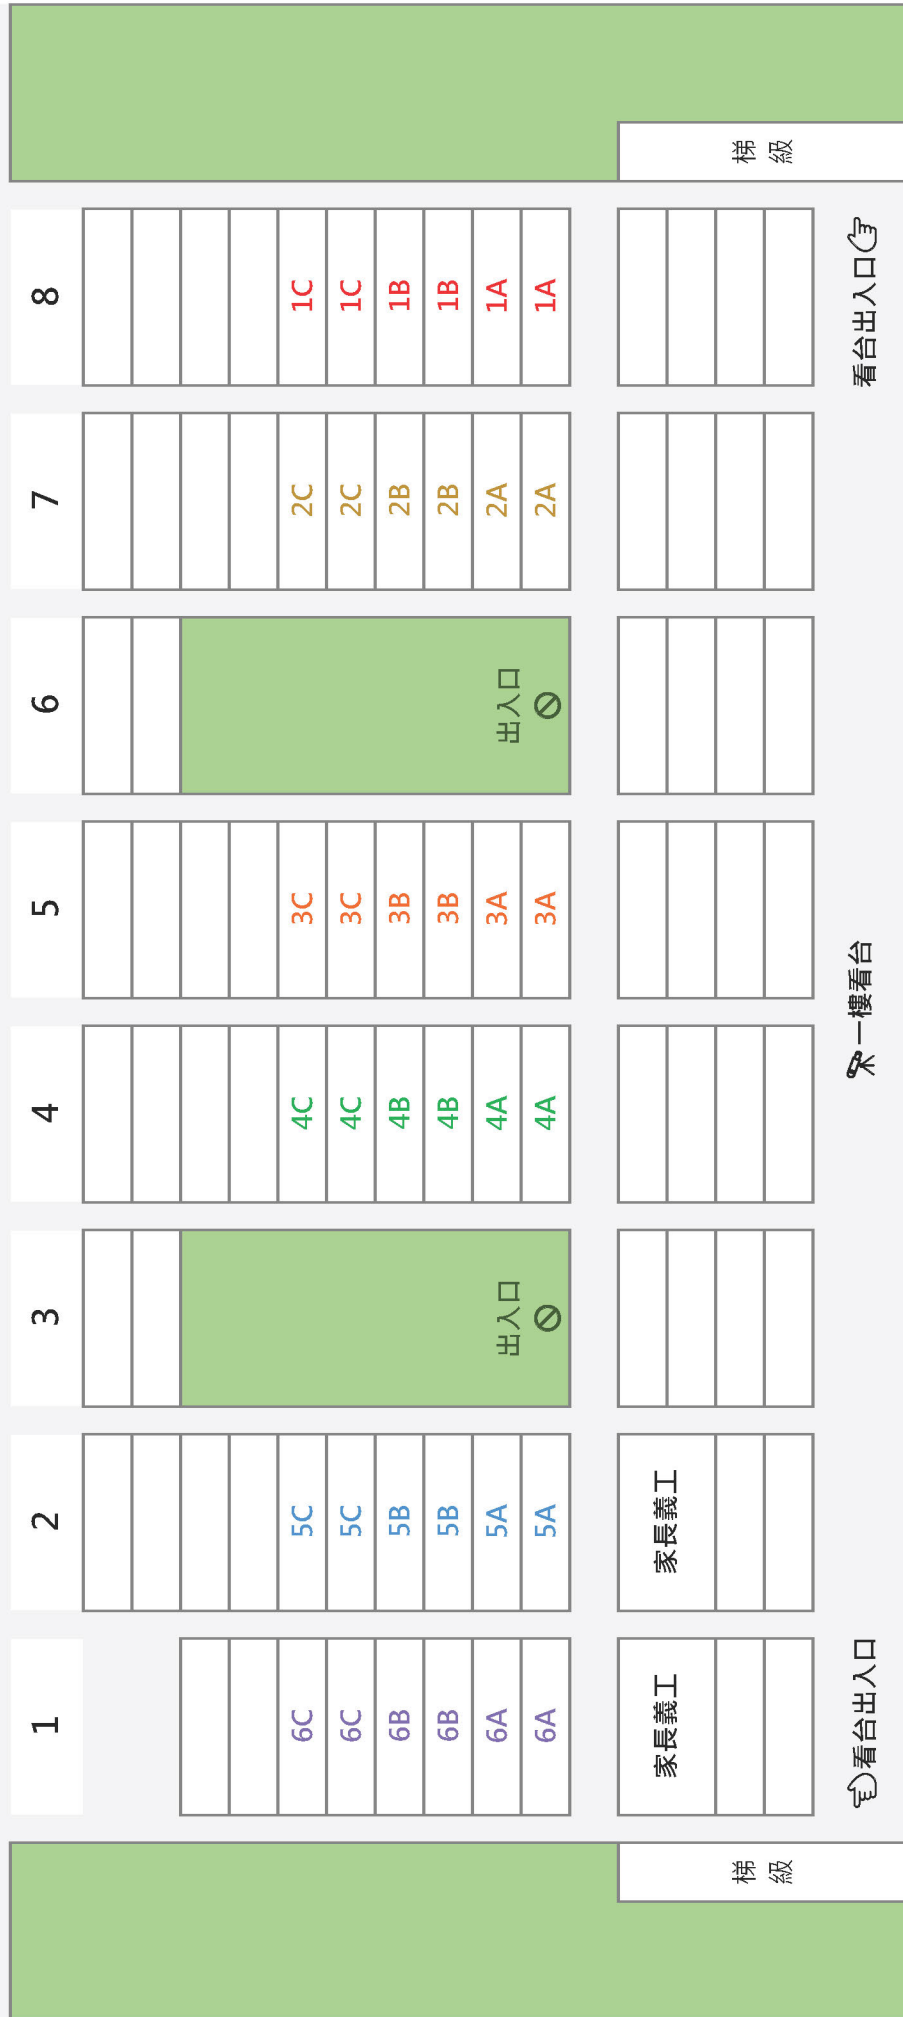 1 2 3 4 5 6 7 8
6C 5C 4C 3C 2C 1C
6C 5C 4C 3C 2C 1C
6B 5B 4B 3B 2B 1B
6B 5B 4B 3B 2B 1B
6A 5A 出入口 4A 3A 出入口 2A 1A
6A 5A 4A 3A 2A 1A
家長義工 家長義工
梯 梯
級 級
看台出入口 一樓看台 看台出入口